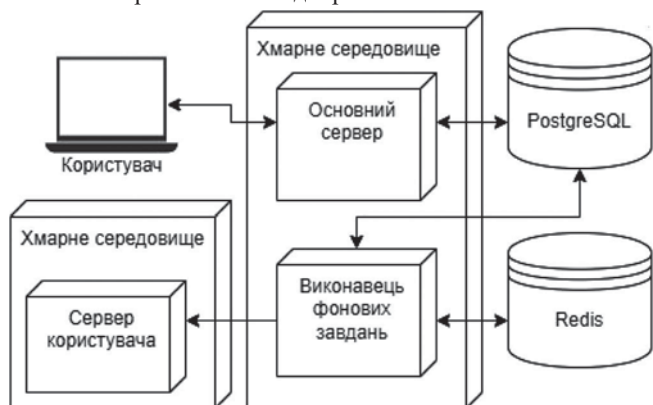 Хмарне середовище
Основний
сервер
PostgreSQL
Користувач
Хмарне середовище
Сервер
користувача
Виконавець
фонових
завдань
Redis